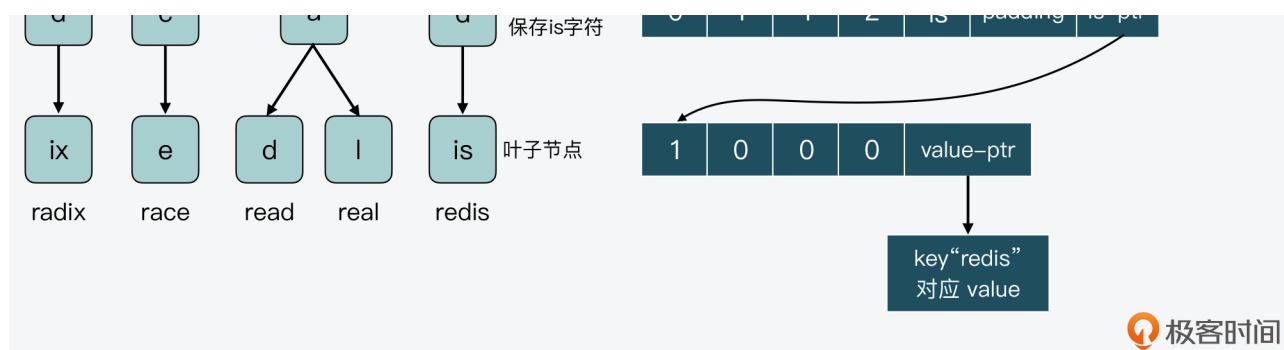 保存is字符
padding
ix
e
d
l
is
叶子节点
1
0
0
0
value-ptr
radix
race
read
real
redis
key“redis”
对应 value
极客时间